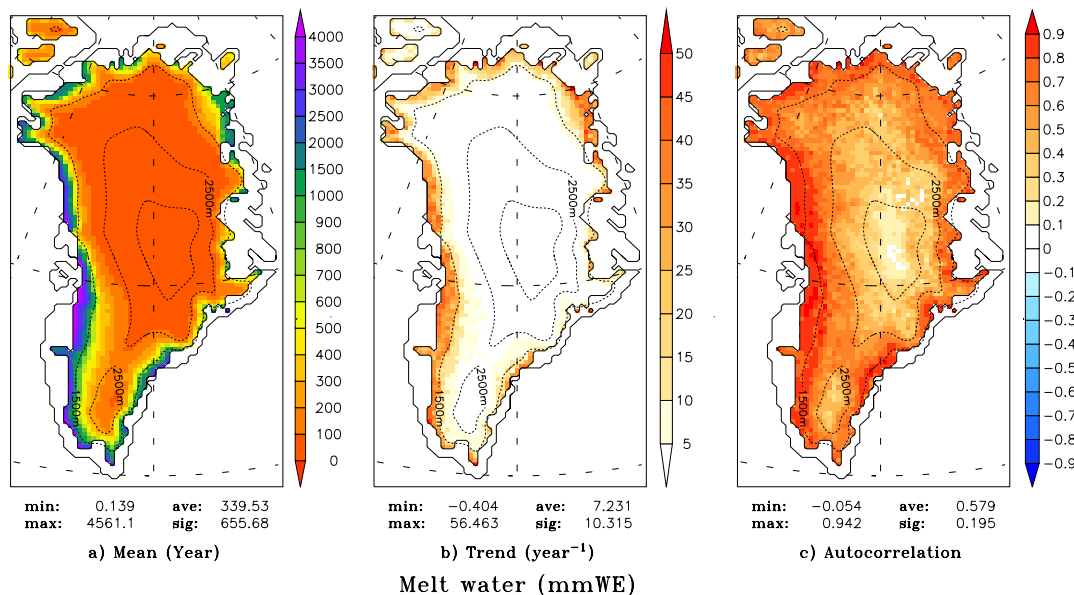 4000
3500
3000
2500
2000
1500
1000
900
800
700
600
500
400
300
200
100
0
2500m
2500m
1500m
min: 0.139 ave: 339.53
max: 4561.1 sig: 655.68
a) Mean (Year)
50
45
40
35
30
25
20
15
10
5
2500m
2500m
1500m
min: −0.404 ave: 7.231
max: 56.463 sig: 10.315
b) Trend (year⁻¹)
0.9
0.8
0.7
0.6
0.5
0.4
0.3
0.2
0.1
0
−0.1
−0.2
−0.3
−0.4
−0.5
−0.6
−0.7
−0.8
−0.9
2500m
2500m
1500m
min: −0.054 ave: 0.579
max: 0.942 sig: 0.195
c) Autocorrelation
Melt water (mmWE)